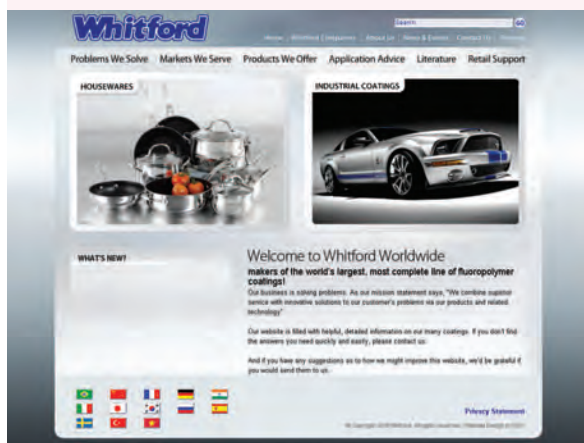 Whitford
Search GO
Home Whitford Companies About Us News & Events Contact Us
Problems We Solve Markets We Serve Products We Offer Application Advice Literature Retail Support
HOUSEWARES
INDUSTRIAL COATINGS
WHAT'S NEW?
Welcome to Whitford Worldwide
makers of the world's largest, most complete line of fluoropolymer
coatings!
Our business is solving problems. As our mission statement says, "We combine superior
service with innovative solutions to our customer's problems via our products and related
technology"
Our website is filled with helpful, detailed information on our many coatings. If you don't find
the answers you need quickly and easily, please contact us.
And if you have any suggestions as to how we might improve this website, we'd be grateful if
you would send them to us.
Privacy Statement